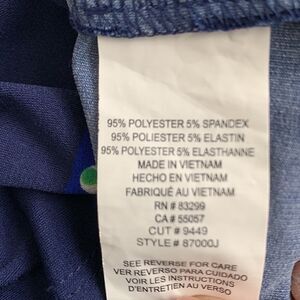 95% POLYESTER 5% SPANDEX
95% POLIESTER 5% ELASTIN
95% POLYESTER 5% ELASTHANNE
MADE IN VIETNAM
HECHO EN VIETNAM
FABRIQUÉ AU VIETNAM
RN # 83299
CA # 55057
CUT # 9449
STYLE # 87000J
SEE REVERSE FOR CARE
VER REVERSO PARA CUIDADO
VOIR LES INSTRUCTIONS
D'ENTRETIEN AU VERSO